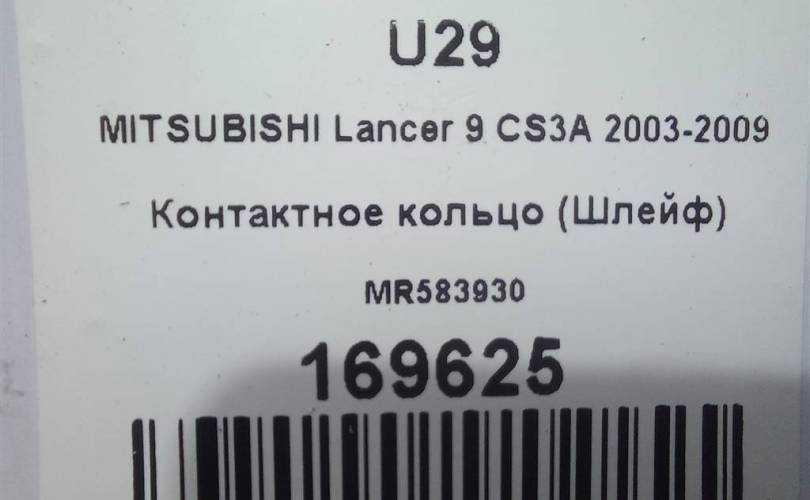 U29
MITSUBISHI Lancer 9 CS3A 2003-2009
Контактное кольцо (Шлейф)
MR583930
169625